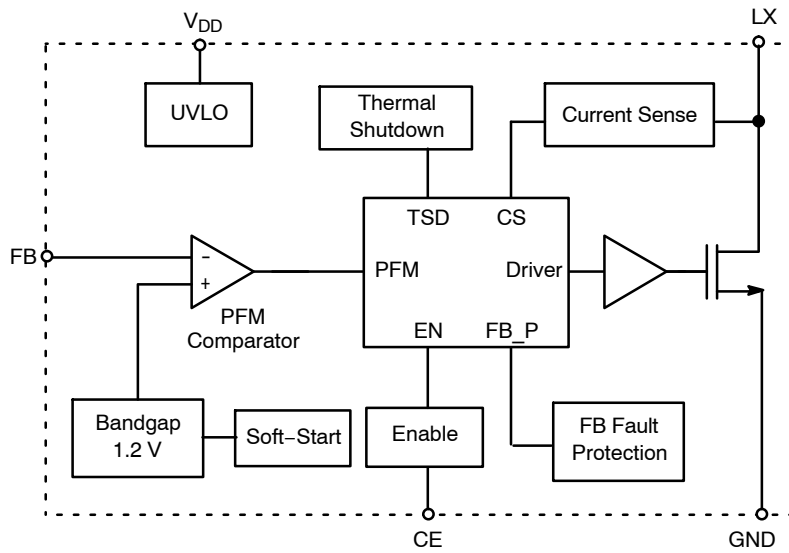 VDD
LX
UVLO
Thermal
Shutdown
Current Sense
TSD
CS
FB
−
+
PFM
Driver
PFM
Comparator
EN
FB_P
Bandgap
1.2 V
Soft−Start
Enable
FB Fault
Protection
CE
GND